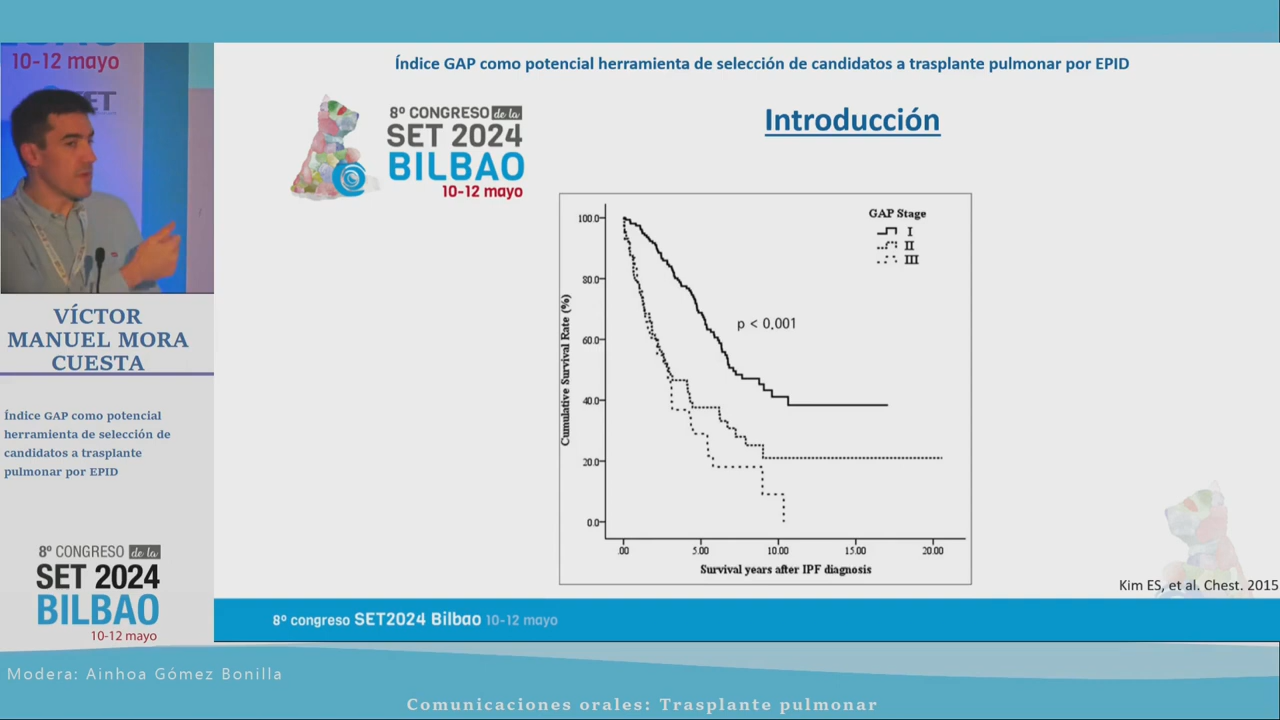 10-12 mayo
VÍCTOR
MANUEL MORA
CUESTA
Índice GAP como potencial
herramienta de selección de
candidatos a trasplante
pulmonar por EPID
8º CONGRESO de la
SET 2024
BILBAO
10-12 mayo
Índice GAP como potencial herramienta de selección de candidatos a trasplante pulmonar por EPID
8º CONGRESO de la
SET 2024
BILBAO
10-12 mayo
Introducción
GAP Stage
I
II
III
p < 0,001
Cumulative Survival Rate (%)
100.0
80.0
60.0
40.0
20.0
0.0
.00 5.00 10.00 15.00 20.00
Survival years after IPF diagnosis
Kim ES, et al. Chest. 2015
8º congreso SET2024 Bilbao 10-12 mayo
Modera: Ainhoa Gómez Bonilla
Comunicaciones orales: Trasplante pulmonar